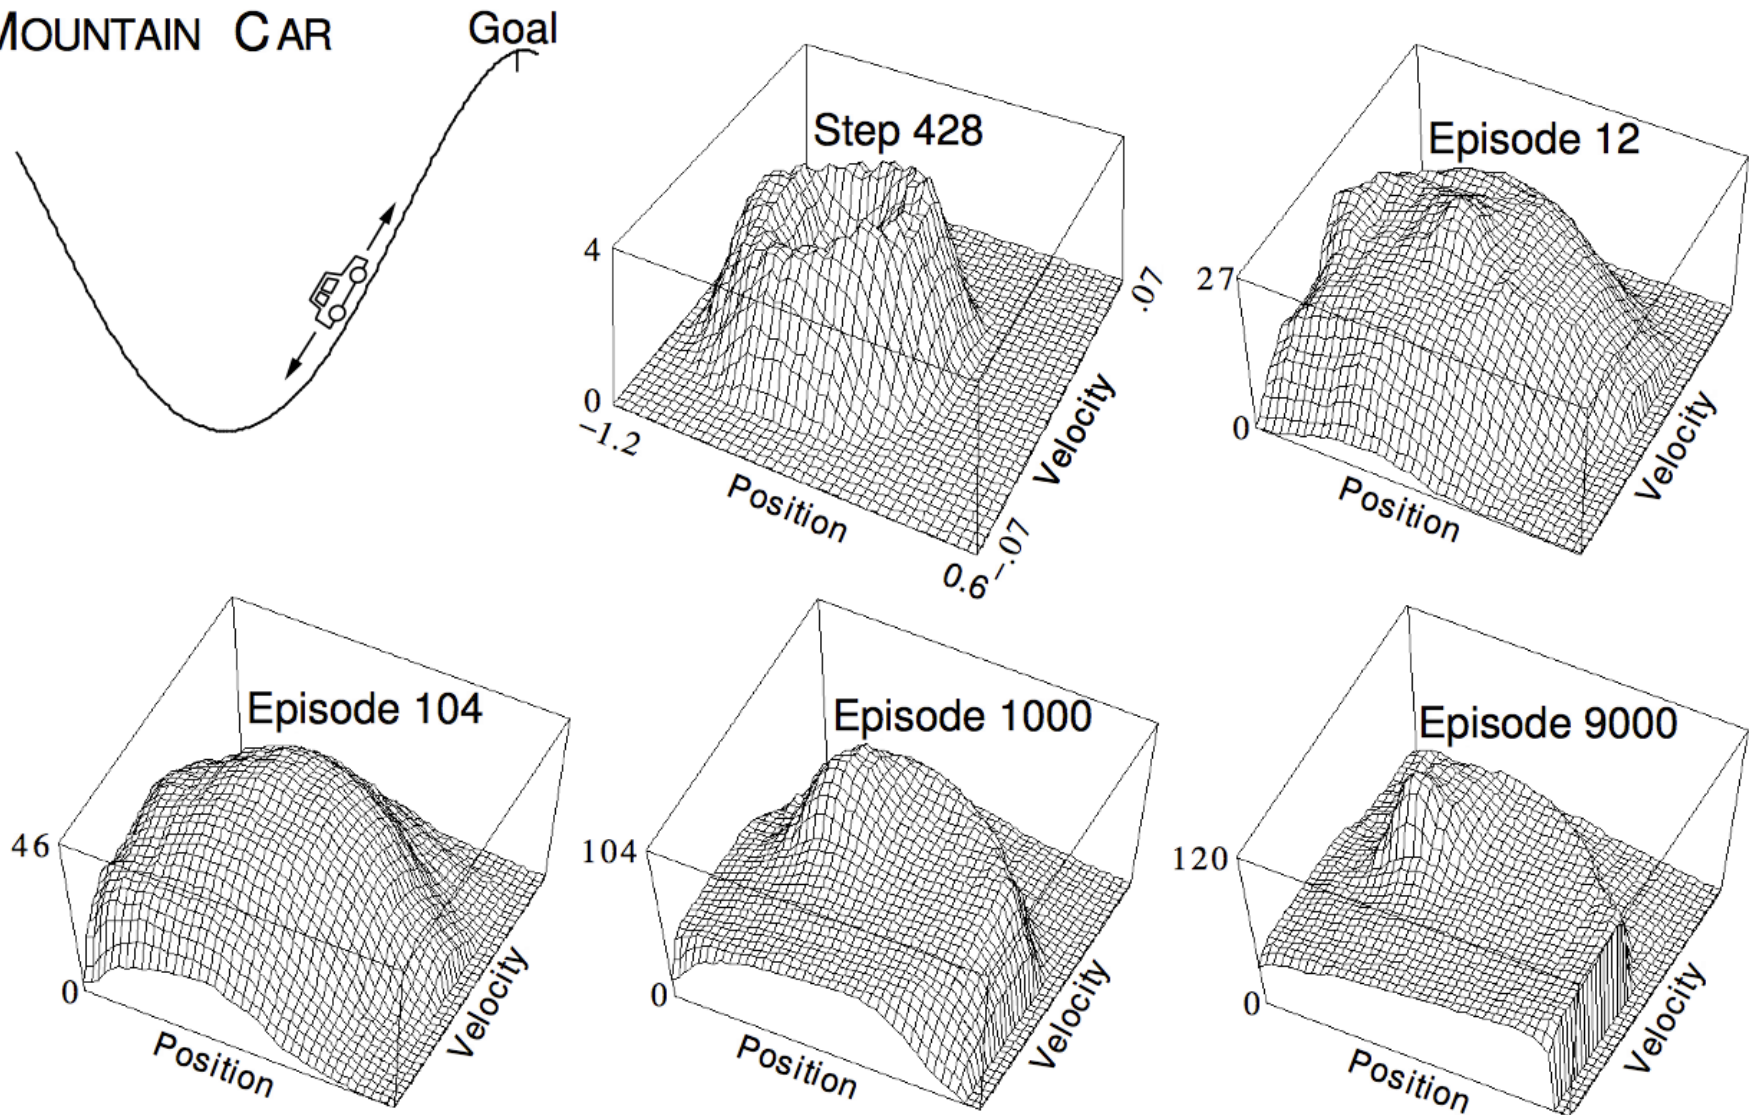 MOUNTAIN CAR
Goal
Step 428
4
0
−1.2
Position
0.6
−.07
Velocity
.07
Episode 12
27
0
Position
Velocity
Episode 104
46
0
Position
Velocity
Episode 1000
104
0
Position
Velocity
Episode 9000
120
0
Position
Velocity